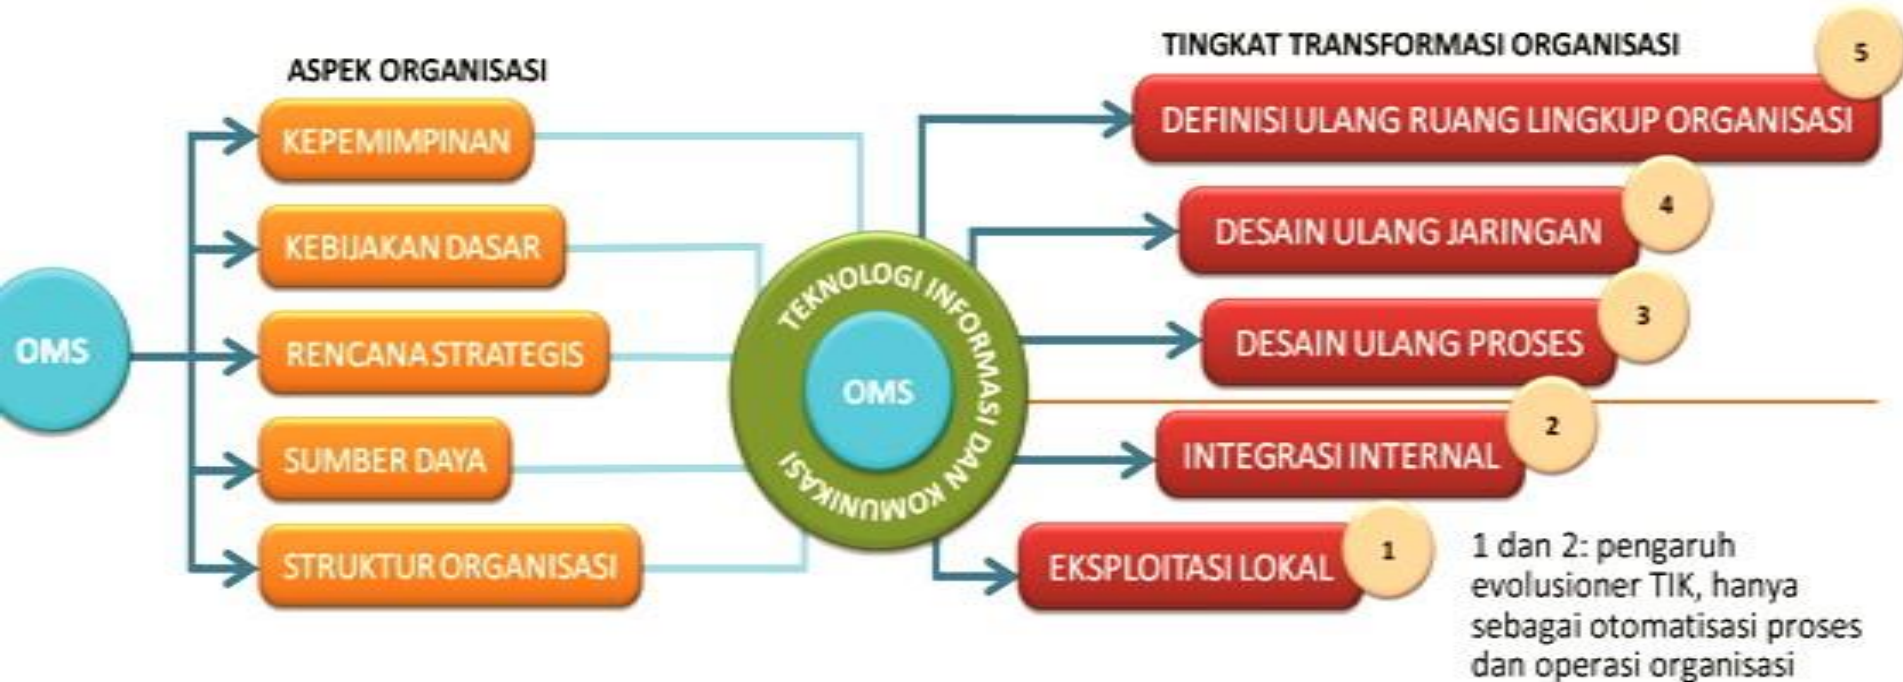 ASPEK ORGANISASI
OMS
KEPEMIMPINAN
KEBIJAKAN DASAR
RENCANA STRATEGIS
SUMBER DAYA
STRUKTUR ORGANISASI
TEKNOLOGI INFORMASI DAN KOMUNIKASI
OMS
TINGKAT TRANSFORMASI ORGANISASI
5
DEFINISI ULANG RUANG LINGKUP ORGANISASI
4
DESAIN ULANG JARINGAN
3
DESAIN ULANG PROSES
2
INTEGRASI INTERNAL
1
EKSPLOITASI LOKAL
1 dan 2: pengaruh
evolusioner TIK, hanya
sebagai otomatisasi proses
dan operasi organisasi